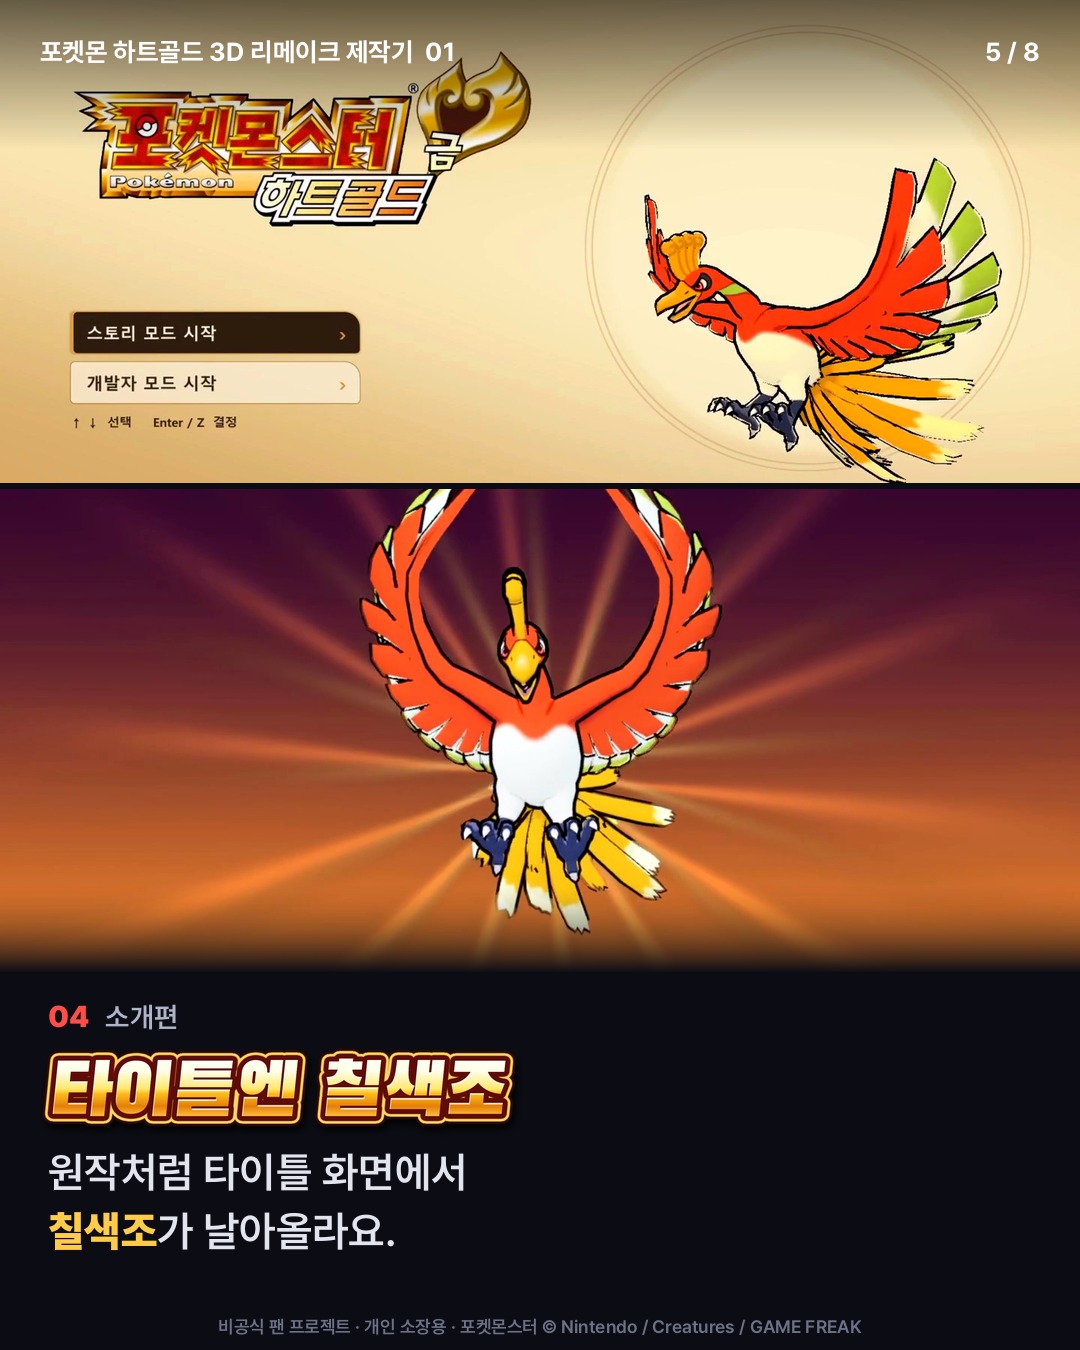 포켓몬 하트골드 3D 리메이크 제작기 01
5 / 8
포켓몬스터 ®
Pokémon
금
하트골드
스토리 모드 시작 ›
개발자 모드 시작 ›
↑ ↓ 선택 Enter / Z 결정
04 소개편
타이틀엔 칠색조
원작처럼 타이틀 화면에서
칠색조가 날아올라요.
비공식 팬 프로젝트 · 개인 소장용 · 포켓몬스터 © Nintendo / Creatures / GAME FREAK